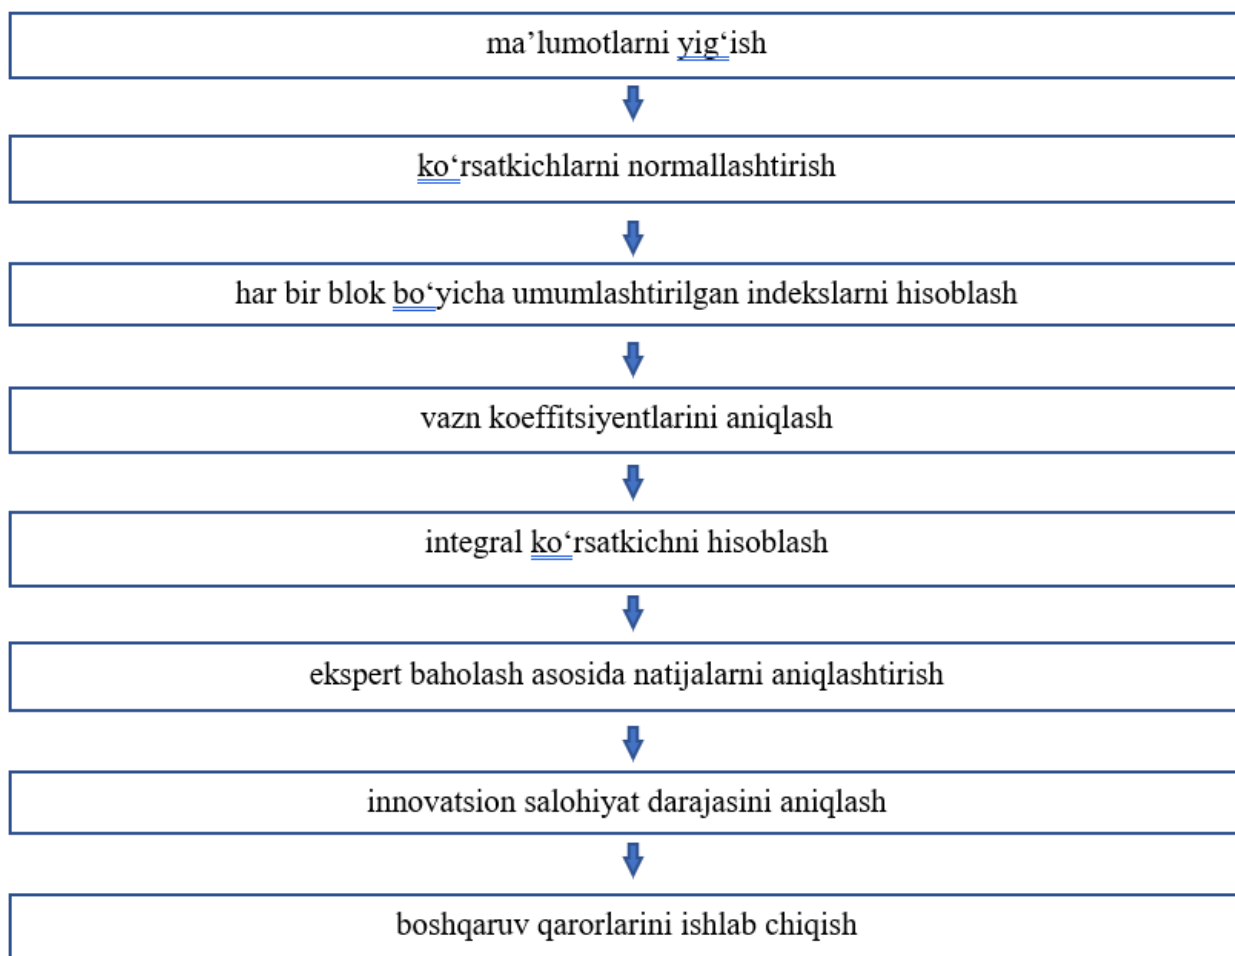 ma’lumotlarni yig‘ish
ko‘rsatkichlarni normallashtirish
har bir blok bo‘yicha umumlashtirilgan indekslarni hisoblash
vazn koeffitsiyentlarini aniqlash
integral ko‘rsatkichni hisoblash
ekspert baholash asosida natijalarni aniqlashtirish
innovatsion salohiyat darajasini aniqlash
boshqaruv qarorlarini ishlab chiqish